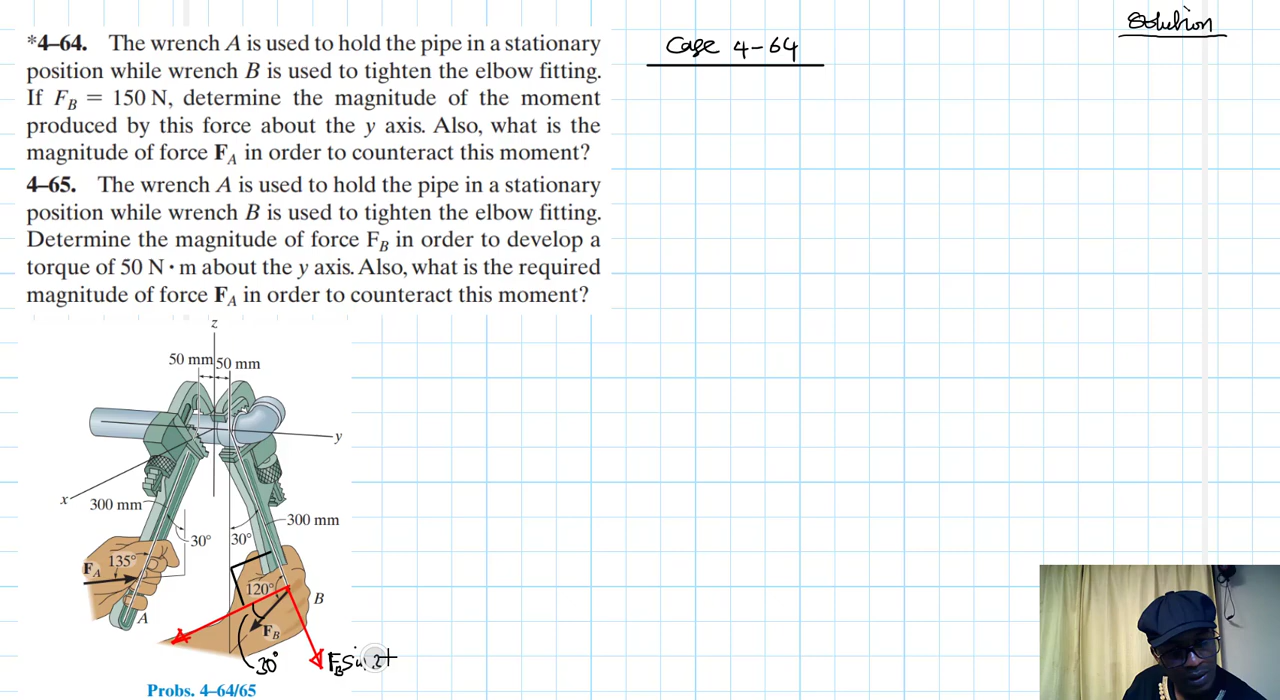 Solution
Case 4-64
*4–64. The wrench A is used to hold the pipe in a stationary
position while wrench B is used to tighten the elbow fitting.
If F_B = 150 N, determine the magnitude of the moment
produced by this force about the y axis. Also, what is the
magnitude of force F_A in order to counteract this moment?
4–65. The wrench A is used to hold the pipe in a stationary
position while wrench B is used to tighten the elbow fitting.
Determine the magnitude of force F_B in order to develop a
torque of 50 N · m about the y axis. Also, what is the required
magnitude of force F_A in order to counteract this moment?
z
50 mm 50 mm
y
x
300 mm
300 mm
30° 30°
135°
F_A
120°
B
A
F_B
30°
Probs. 4–64/65